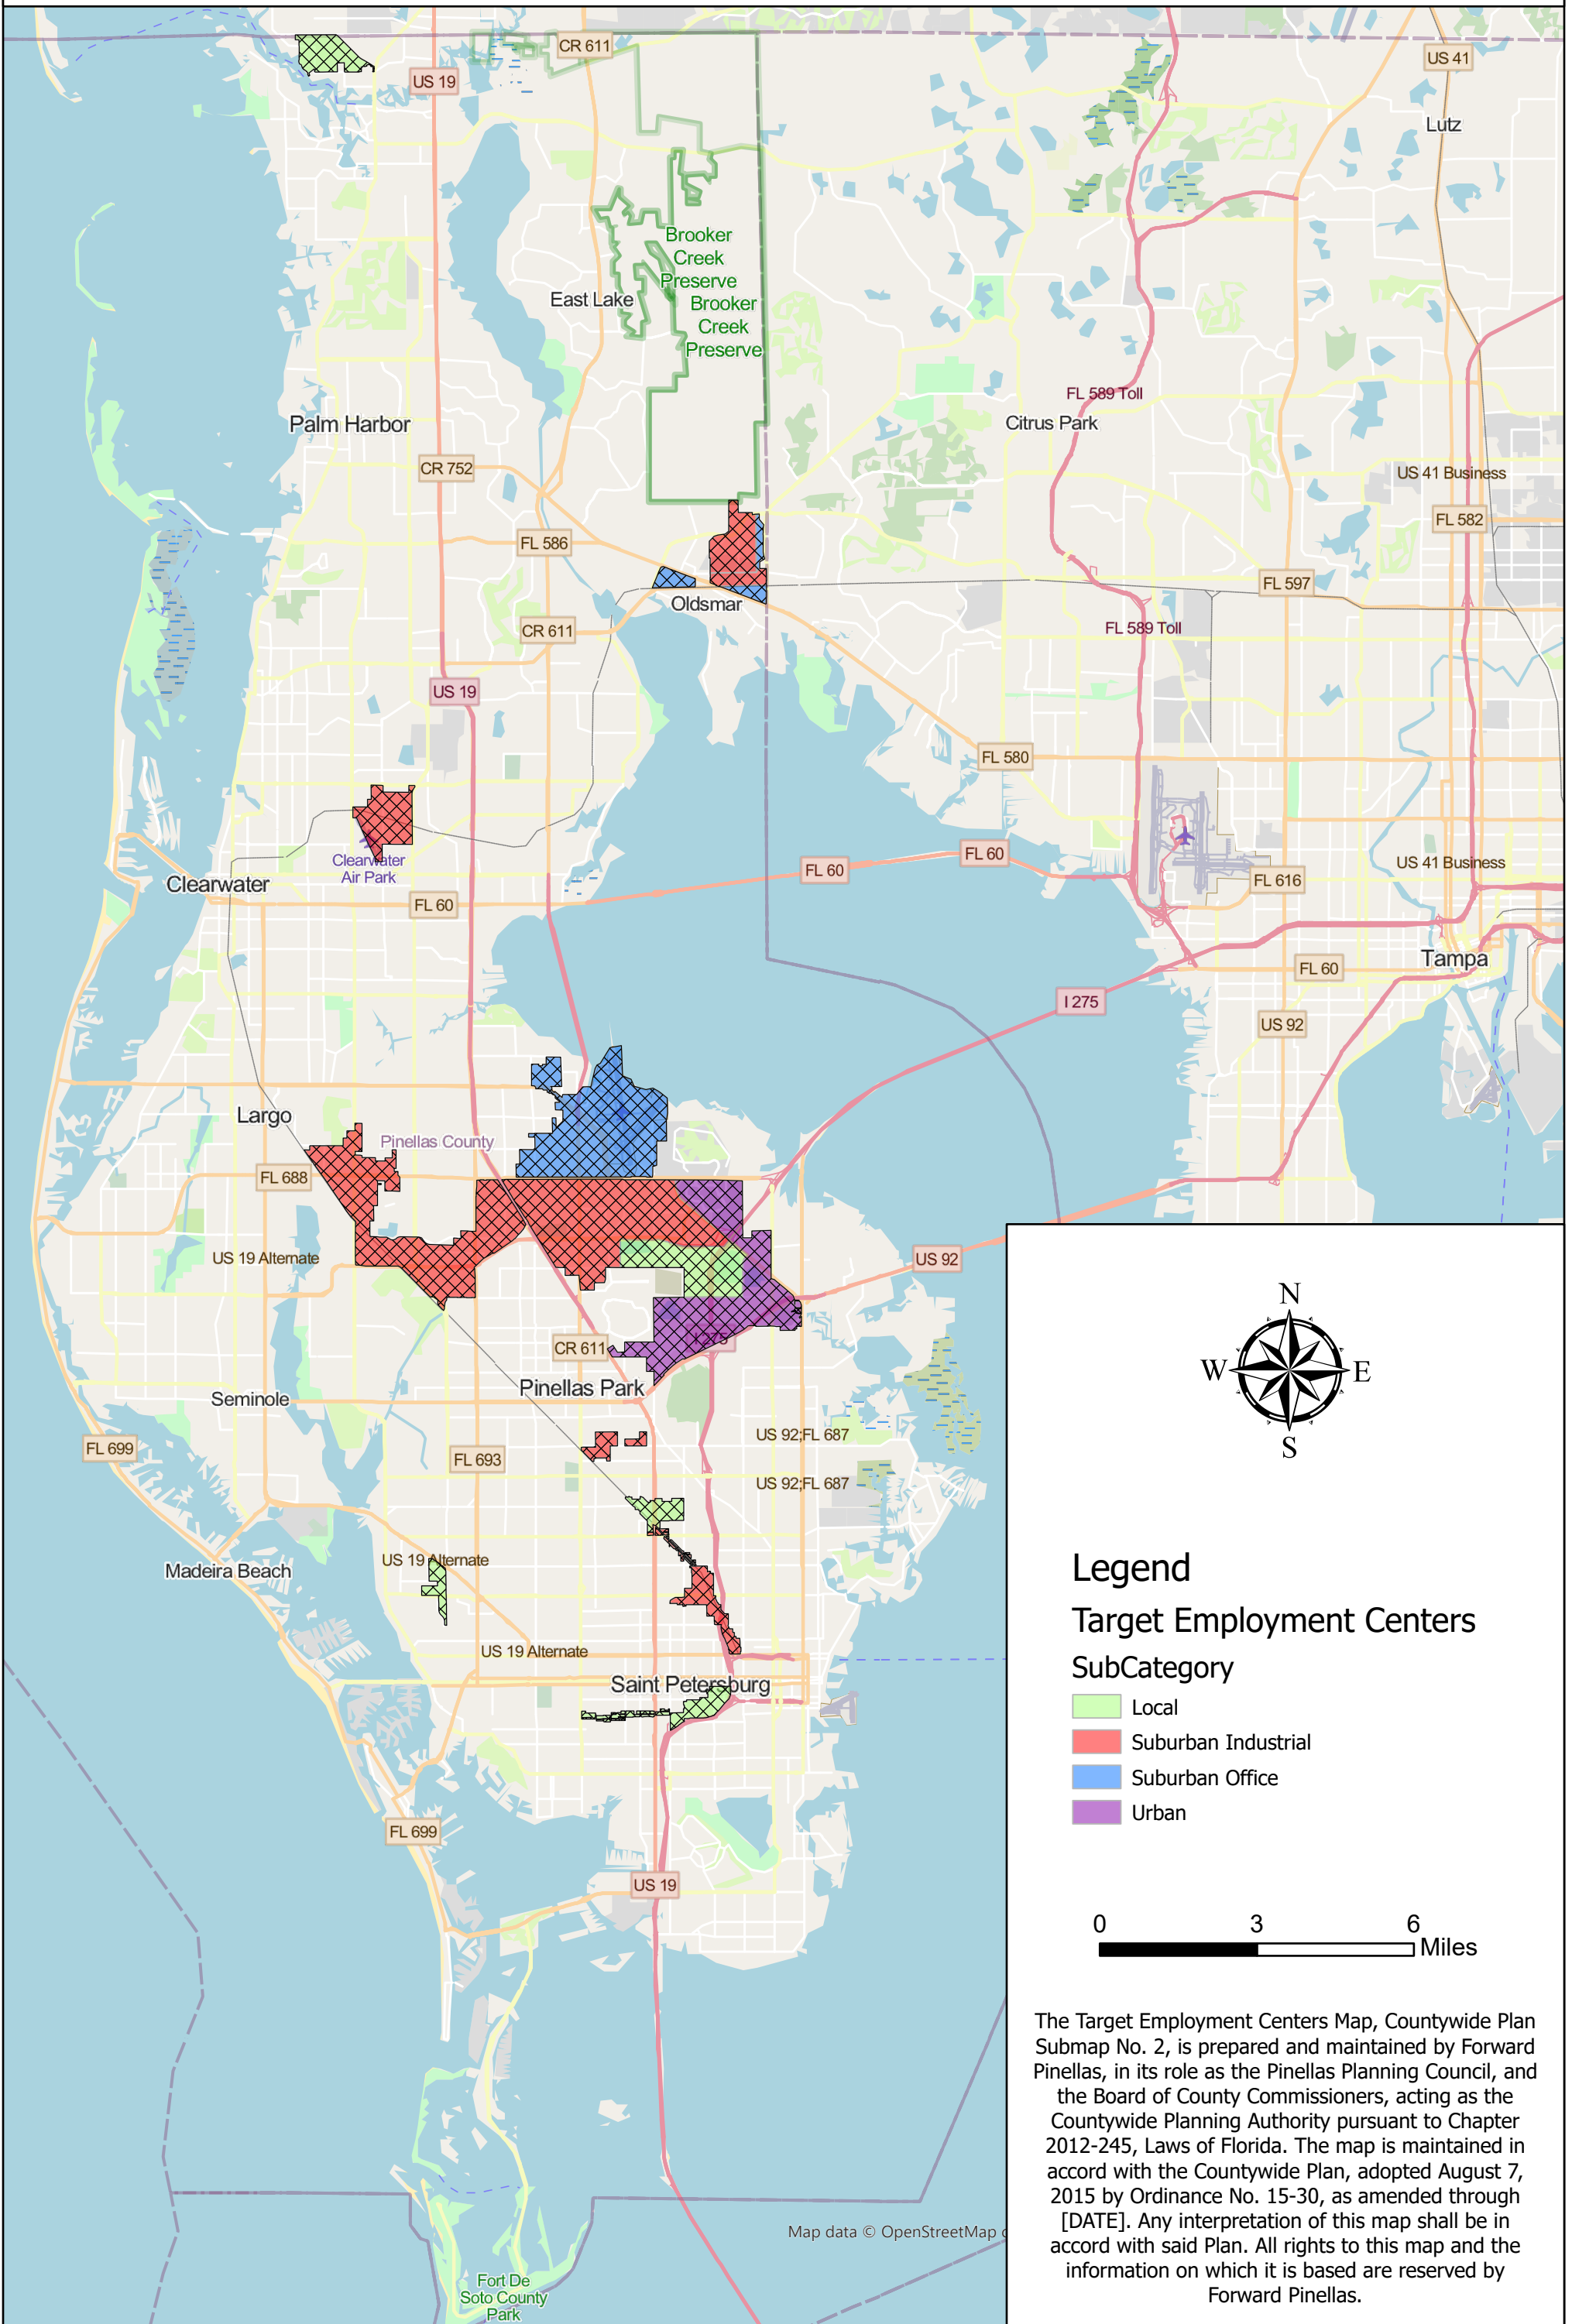 CR 611
US 19
US 41
Lutz
Brooker
Creek
Preserve
East Lake
Brooker
Creek
Preserve
FL 589 Toll
Palm Harbor
Citrus Park
CR 752
US 41 Business
FL 582
FL 586
FL 597
Oldsmar
CR 611
FL 589 Toll
US 19
FL 580
Clearwater
Air Park
FL 60
FL 60
US 41 Business
Clearwater
FL 616
FL 60
Tampa
FL 60
I 275
US 92
Largo
Pinellas County
FL 688
US 19 Alternate
US 92
I 275
CR 611
Pinellas Park
Seminole
US 92;FL 687
FL 699
FL 693
US 92;FL 687
US 19 Alternate
Madeira Beach
US 19 Alternate
Saint Petersburg
FL 699
US 19
Fort De
Soto County
Park
Map data © OpenStreetMap
N
W
E
S
Legend
Target Employment Centers
SubCategory
Local
Suburban Industrial
Suburban Office
Urban
0 3 6
Miles
The Target Employment Centers Map, Countywide Plan
Submap No. 2, is prepared and maintained by Forward
Pinellas, in its role as the Pinellas Planning Council, and
the Board of County Commissioners, acting as the
Countywide Planning Authority pursuant to Chapter
2012-245, Laws of Florida. The map is maintained in
accord with the Countywide Plan, adopted August 7,
2015 by Ordinance No. 15-30, as amended through
[DATE]. Any interpretation of this map shall be in
accord with said Plan. All rights to this map and the
information on which it is based are reserved by
Forward Pinellas.